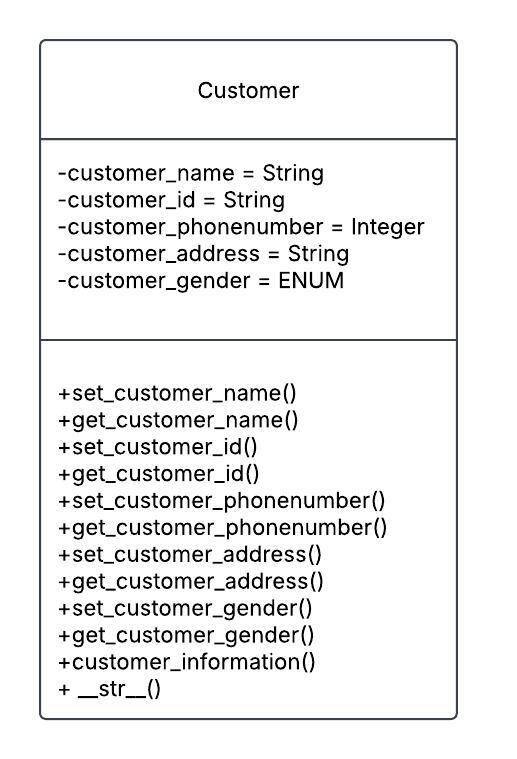 Customer
-customer_name = String
-customer_id = String
-customer_phonenumber = Integer
-customer_address = String
-customer_gender = ENUM
+set_customer_name()
+get_customer_name()
+set_customer_id()
+get_customer_id()
+set_customer_phonenumber()
+get_customer_phonenumber()
+set_customer_address()
+get_customer_address()
+set_customer_gender()
+get_customer_gender()
+customer_information()
+ __str__()